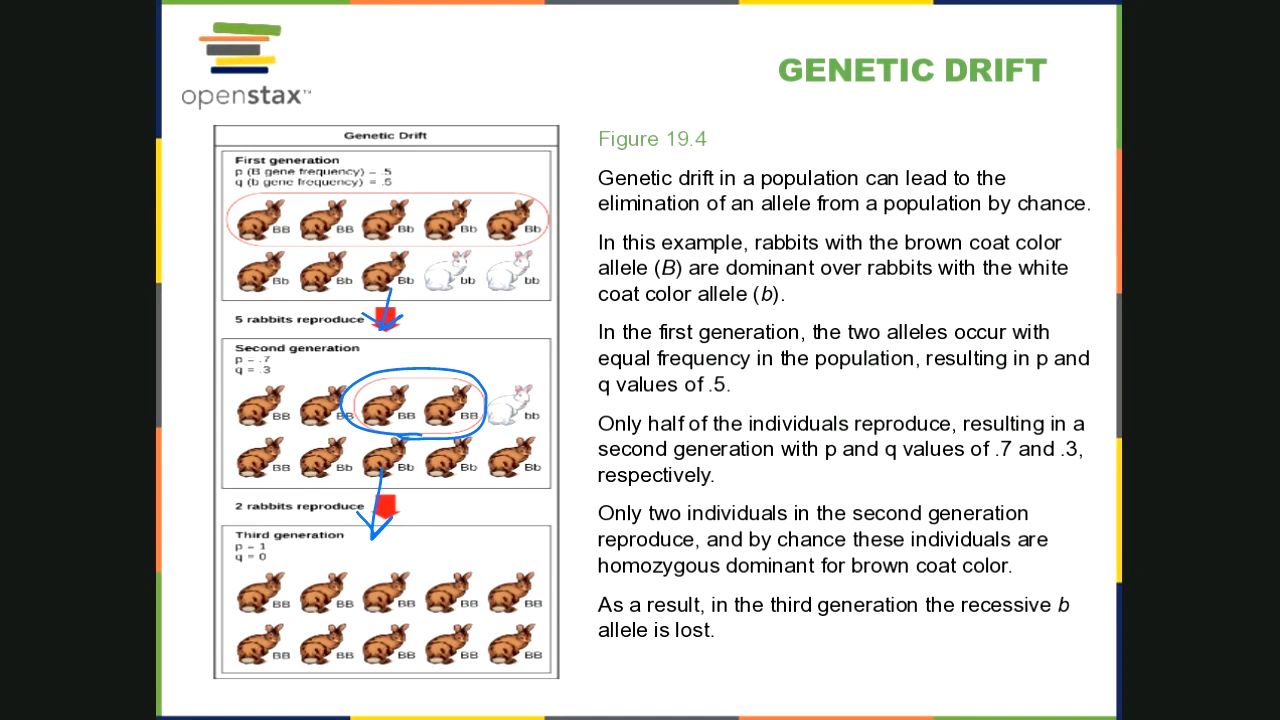 openstax™
GENETIC DRIFT
Genetic Drift
First generation
p (B gene frequency) = .5
q (b gene frequency) = .5
BB BB Bb Bb Bb
Bb Bb Bb bb bb
5 rabbits reproduce
Second generation
p = .7
q = .3
BB BB BB BB bb
BB Bb Bb Bb Bb
2 rabbits reproduce
Third generation
p = 1
q = 0
BB BB BB BB BB
BB BB BB BB BB
Figure 19.4
Genetic drift in a population can lead to the
elimination of an allele from a population by chance.
In this example, rabbits with the brown coat color
allele (B) are dominant over rabbits with the white
coat color allele (b).
In the first generation, the two alleles occur with
equal frequency in the population, resulting in p and
q values of .5.
Only half of the individuals reproduce, resulting in a
second generation with p and q values of .7 and .3,
respectively.
Only two individuals in the second generation
reproduce, and by chance these individuals are
homozygous dominant for brown coat color.
As a result, in the third generation the recessive b
allele is lost.